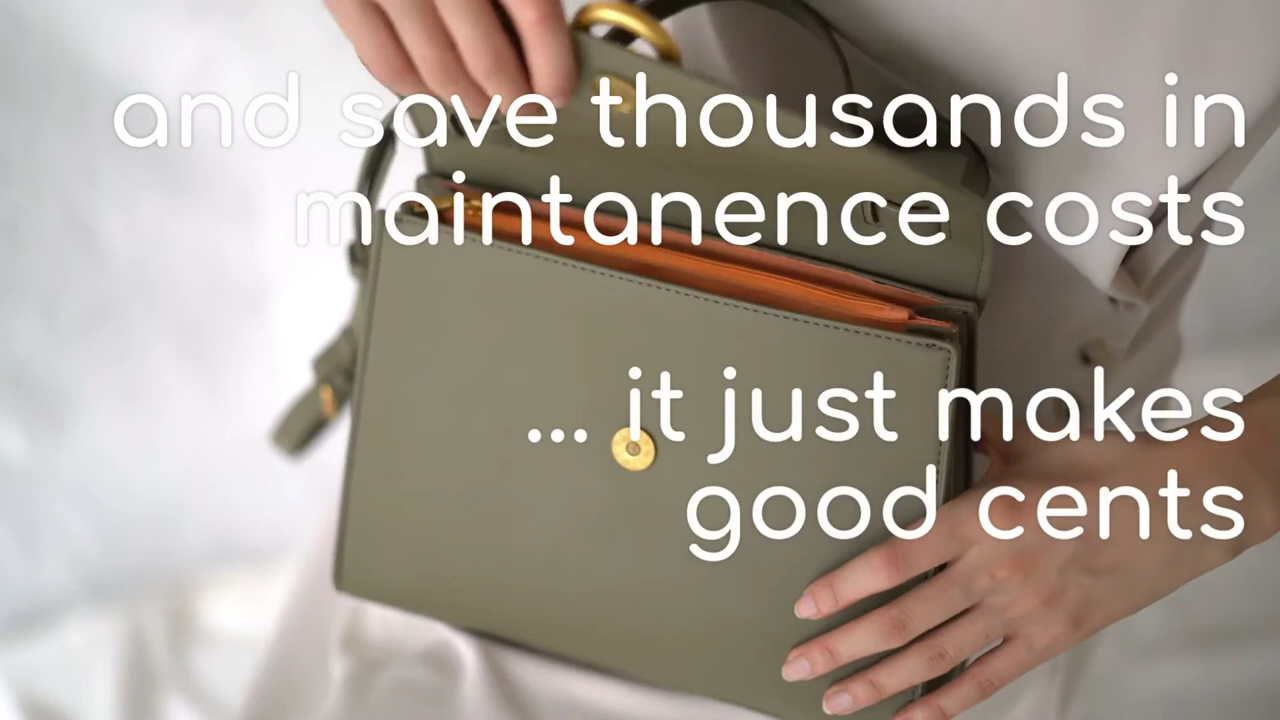 and save thousands in
maintanence costs
... it just makes
good cents